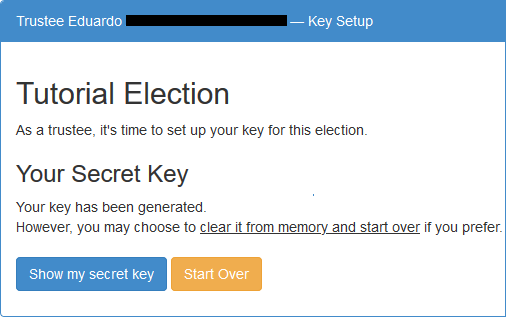 Trustee Eduardo — Key Setup
Tutorial Election
As a trustee, it's time to set up your key for this election.
Your Secret Key
Your key has been generated.
However, you may choose to clear it from memory and start over if you prefer.
Show my secret key Start Over